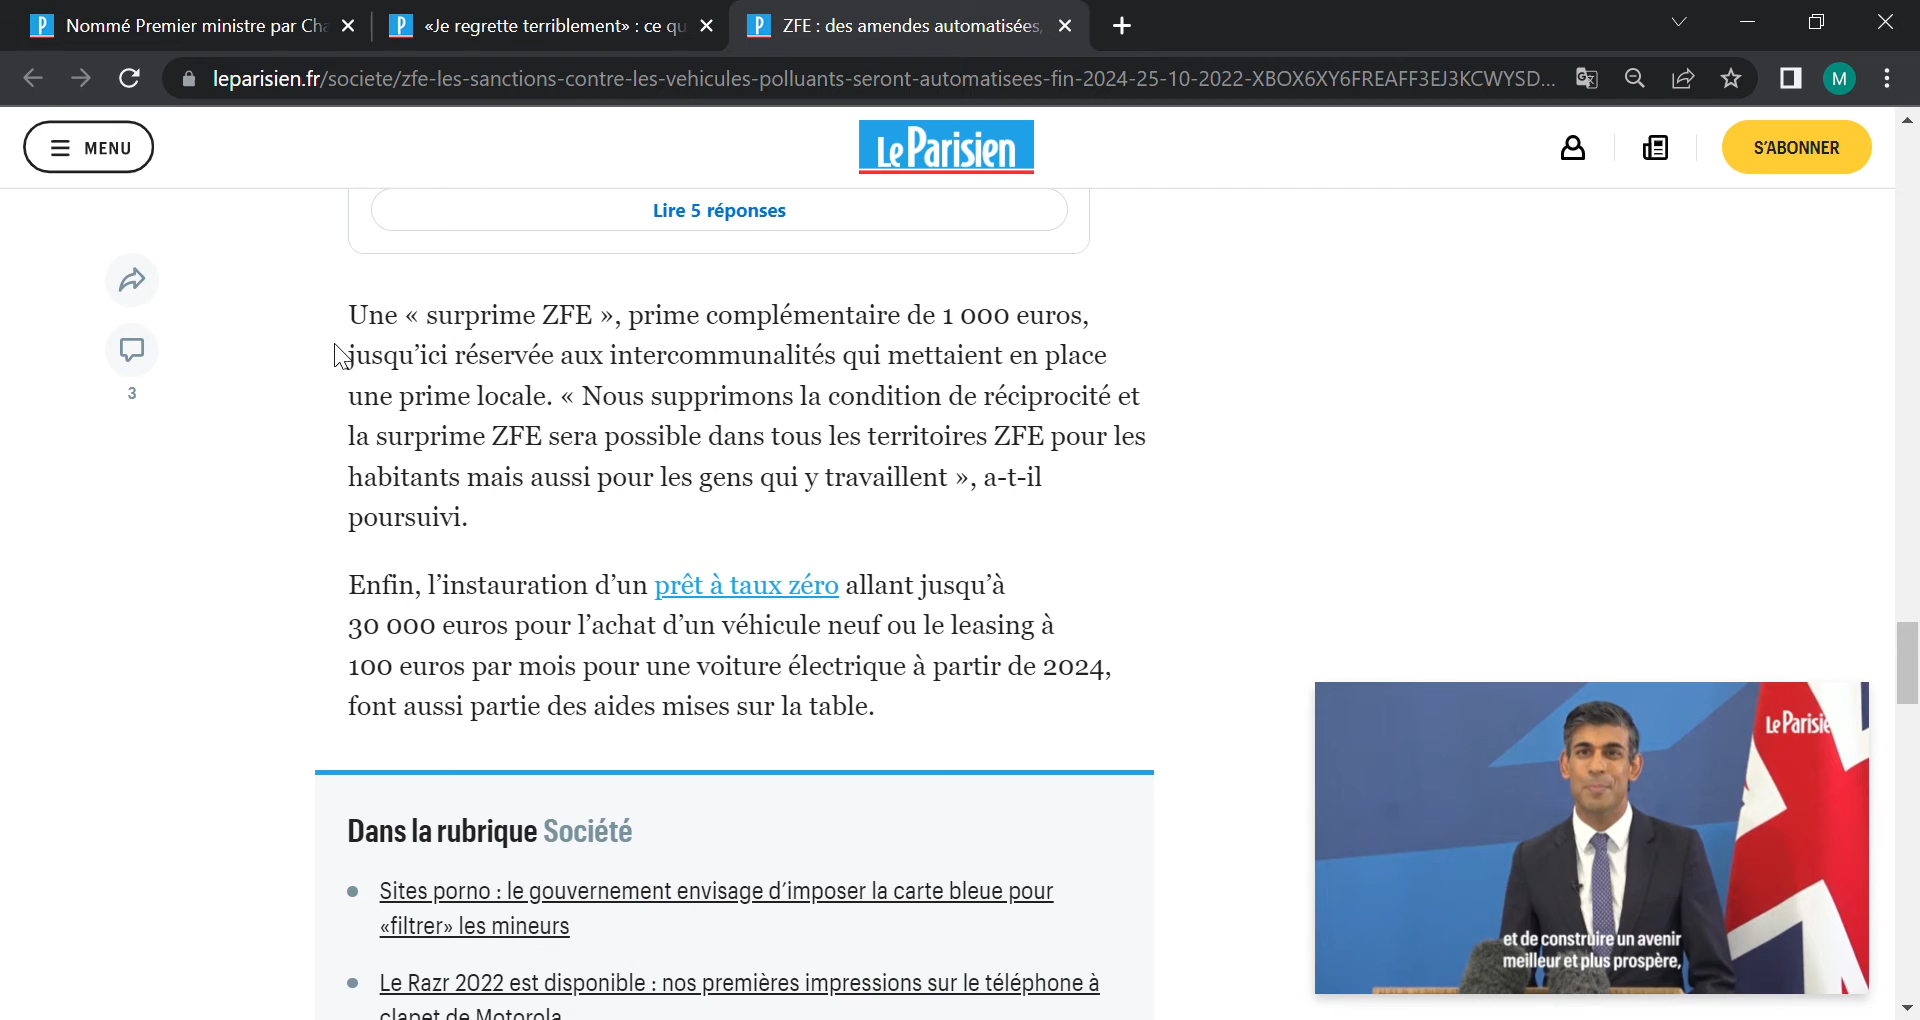 Nommé Premier ministre par Cha
«Je regrette terriblement» : ce qu
ZFE : des amendes automatisées,
leparisien.fr/societe/zfe-les-sanctions-contre-les-vehicules-polluants-seront-automatisees-fin-2024-25-10-2022-XBOX6XY6FREAFF3EJ3KCWYSD...
M
MENU
Le Parisien
S'ABONNER
Lire 5 réponses
3
Une « surprime ZFE », prime complémentaire de 1 000 euros,
jusqu’ici réservée aux intercommunalités qui mettaient en place
une prime locale. « Nous supprimons la condition de réciprocité et
la surprime ZFE sera possible dans tous les territoires ZFE pour les
habitants mais aussi pour les gens qui y travaillent », a-t-il
poursuivi.
Enfin, l’instauration d’un prêt à taux zéro allant jusqu’à
30 000 euros pour l’achat d’un véhicule neuf ou le leasing à
100 euros par mois pour une voiture électrique à partir de 2024,
font aussi partie des aides mises sur la table.
Dans la rubrique Société
Sites porno : le gouvernement envisage d’imposer la carte bleue pour
«filtrer» les mineurs
Le Razr 2022 est disponible : nos premières impressions sur le téléphone à
clapet de Motorola
Le Parisie
et de construire un avenir
meilleur et plus prospère,